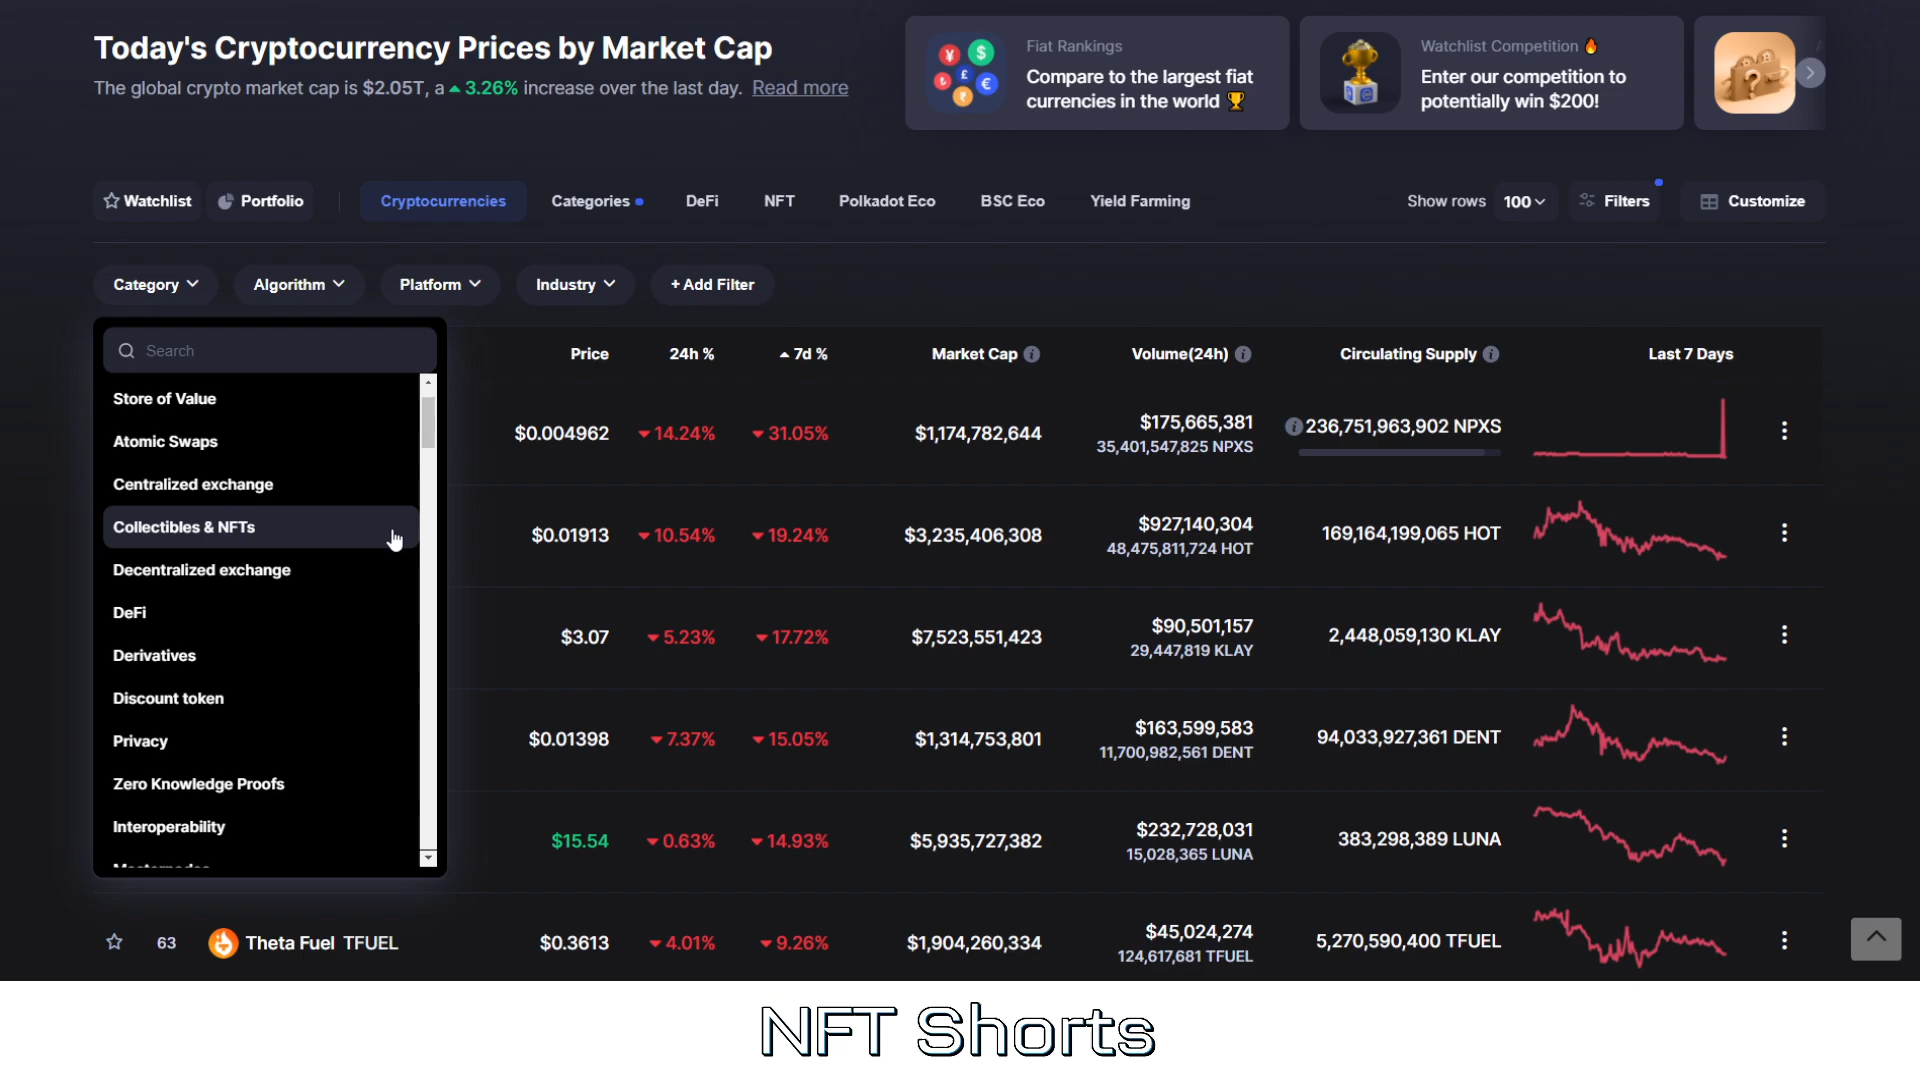 Today's Cryptocurrency Prices by Market Cap
The global crypto market cap is $2.05T, a 3.26% increase over the last day. Read more
Fiat Rankings
Compare to the largest fiat
currencies in the world
Watchlist Competition
Enter our competition to
potentially win $200!
Watchlist
Portfolio
Cryptocurrencies
Categories
DeFi
NFT
Polkadot Eco
BSC Eco
Yield Farming
Show rows
100
Filters
Customize
Category
Algorithm
Platform
Industry
+ Add Filter
Search
Store of Value
Atomic Swaps
Centralized exchange
Collectibles & NFTs
Decentralized exchange
DeFi
Derivatives
Discount token
Privacy
Zero Knowledge Proofs
Interoperability
Price 24h % 7d % Market Cap Volume(24h) Circulating Supply Last 7 Days
$0.004962 14.24% 31.05% $1,174,782,644 $175,665,381 236,751,963,902 NPXS
35,401,547,825 NPXS
$0.01913 10.54% 19.24% $3,235,406,308 $927,140,304 169,164,199,065 HOT
48,475,811,724 HOT
$3.07 5.23% 17.72% $7,523,551,423 $90,501,157 2,448,059,130 KLAY
29,447,819 KLAY
$0.01398 7.37% 15.05% $1,314,753,801 $163,599,583 94,033,927,361 DENT
11,700,982,561 DENT
$15.54 0.63% 14.93% $5,935,727,382 $232,728,031 383,298,389 LUNA
15,028,365 LUNA
63 Theta Fuel TFUEL $0.3613 4.01% 9.26% $1,904,260,334 $45,024,274 5,270,590,400 TFUEL
124,617,681 TFUEL
NFT Shorts